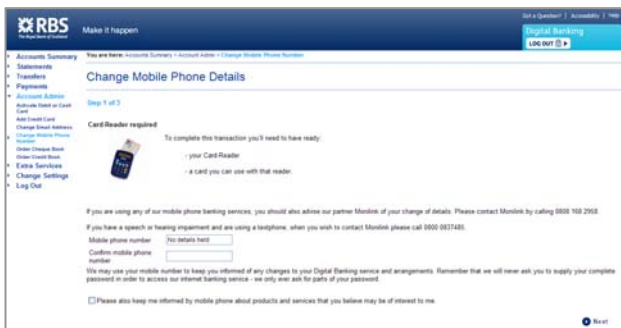 Got a Question? | Accessibility | Help
RBS
The Royal Bank of Scotland
Make it happen
Digital Banking
LOG OUT
Accounts Summary
Statements
Transfers
Payments
Account Admin
Activate Debit or Cash
Card
Add Credit Card
Change Email Address
Change Mobile Phone
Number
Order Cheque Book
Order Credit Book
Extra Services
Change Settings
Log Out
You are here: Accounts Summary > Account Admin > Change Mobile Phone Number
Change Mobile Phone Details
Step 1 of 3
Card-Reader required
To complete this transaction you'll need to have ready:
- your Card-Reader
- a card you can use with that reader.
If you are using any of our mobile phone banking services, you should also advise our partner Monilink of your change of details. Please contact Monilink by calling 0808 168 2958.
If you have a speech or hearing impairment and are using a textphone, when you wish to contact Monilink please call 0800 0837485.
Mobile phone number
No details held
Confirm mobile phone
number
We may use your mobile number to keep you informed of any changes to your Digital Banking service and arrangements. Remember that we will never ask you to supply your complete
password in order to access our internet banking service - we only ever ask for parts of your password.
Please also keep me informed by mobile phone about products and services that you believe may be of interest to me.
Next